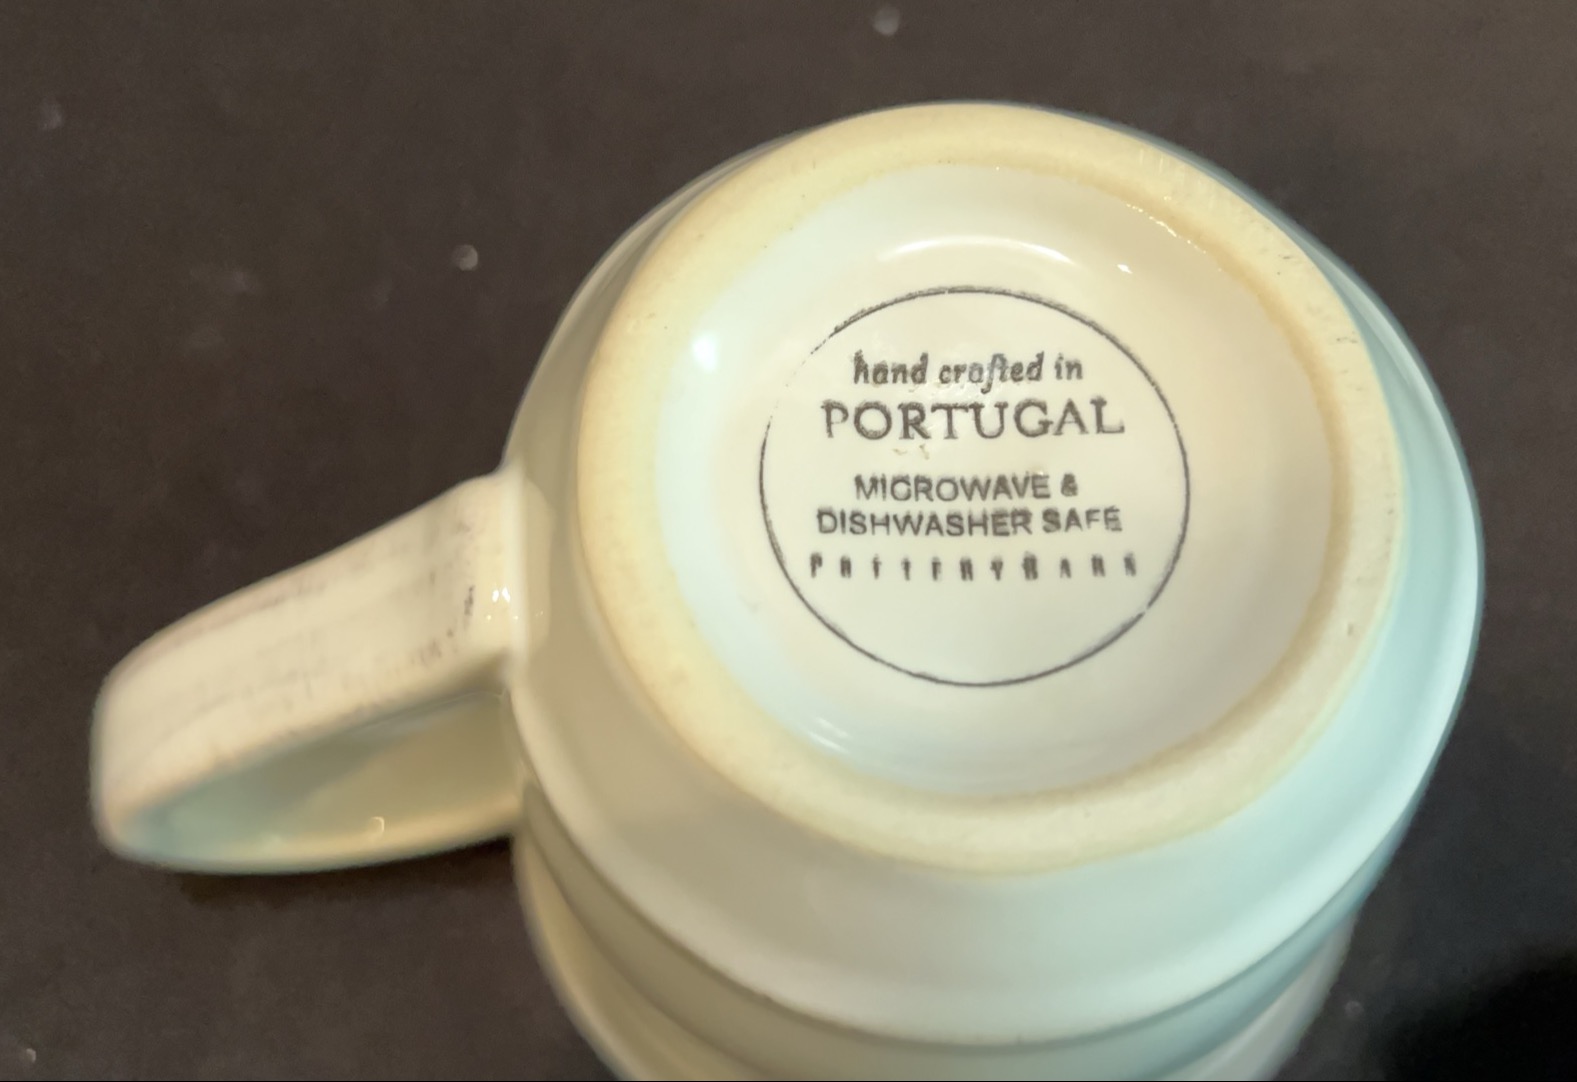 hand crafted in
PORTUGAL
MICROWAVE &
DISHWASHER SAFE
POTTERYBARN